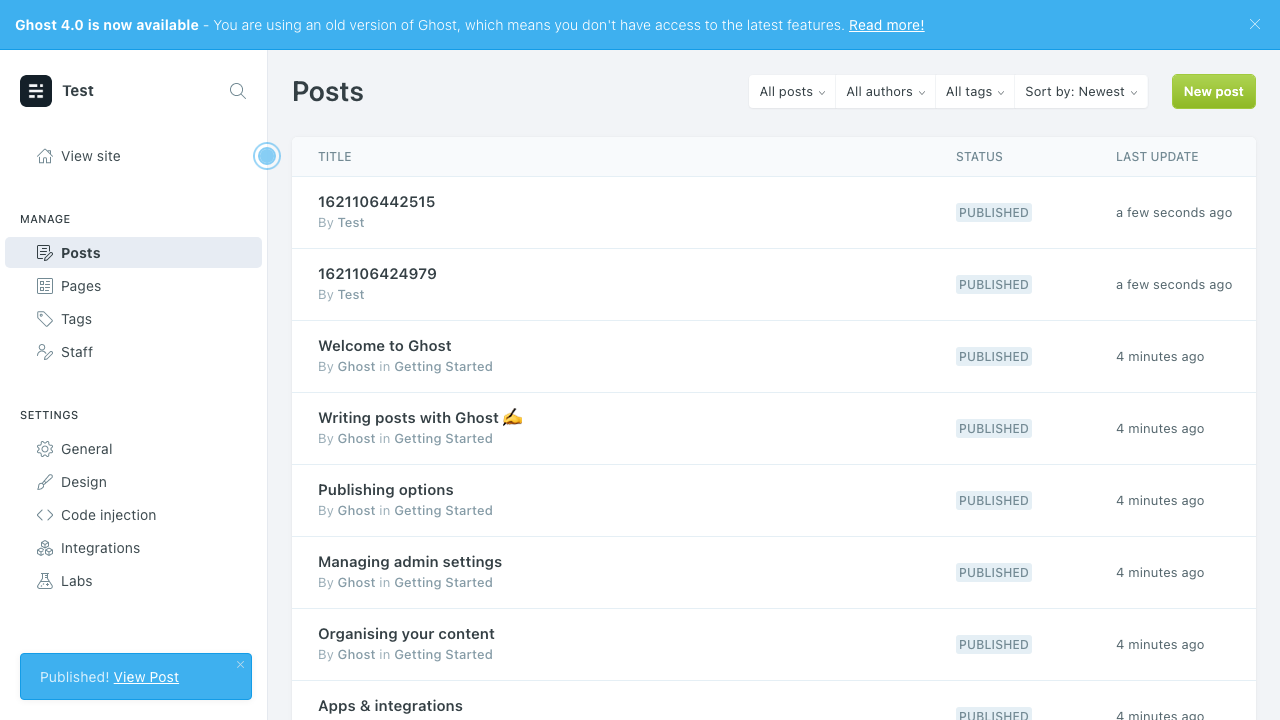 Ghost 4.0 is now available - You are using an old version of Ghost, which means you don't have access to the latest features. Read more!
Test
View site
MANAGE
Posts
Pages
Tags
Staff
SETTINGS
General
Design
Code injection
Integrations
Labs
Published! View Post
Posts
All posts
All authors
All tags
Sort by: Newest
New post
TITLE STATUS LAST UPDATE
1621106442515
By Test
PUBLISHED
a few seconds ago
1621106424979
By Test
PUBLISHED
a few seconds ago
Welcome to Ghost
By Ghost in Getting Started
PUBLISHED
4 minutes ago
Writing posts with Ghost ✍️
By Ghost in Getting Started
PUBLISHED
4 minutes ago
Publishing options
By Ghost in Getting Started
PUBLISHED
4 minutes ago
Managing admin settings
By Ghost in Getting Started
PUBLISHED
4 minutes ago
Organising your content
By Ghost in Getting Started
PUBLISHED
4 minutes ago
Apps & integrations
PUBLISHED
4 minutes ago